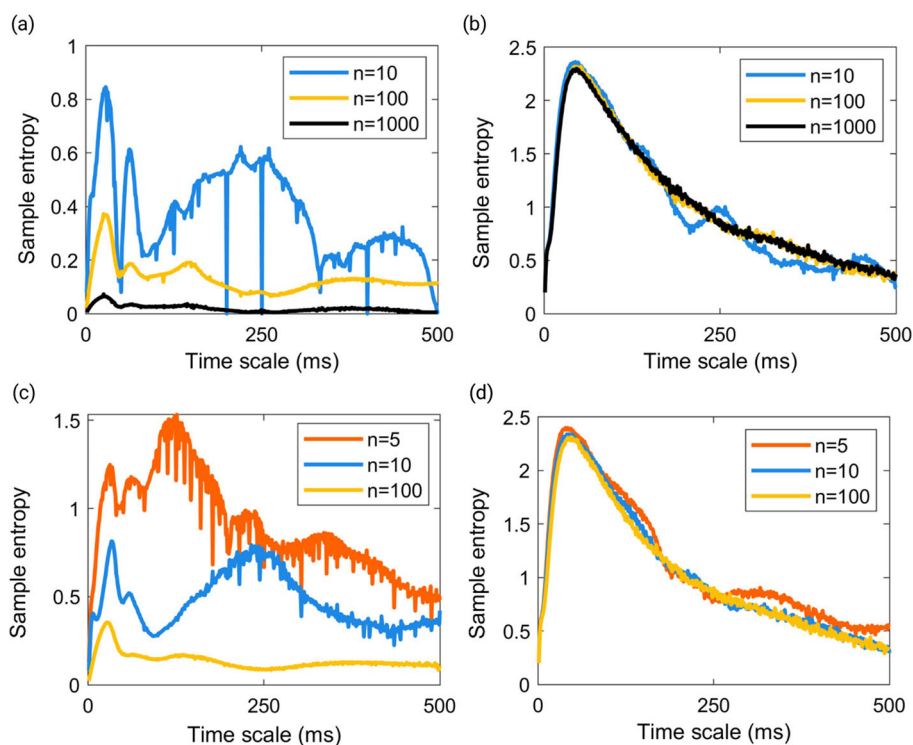 (a)
Sample entropy
1
0.8
0.6
0.4
0.2
0
0
250
500
Time scale (ms)
n=10
n=100
n=1000
(b)
Sample entropy
2.5
2
1.5
1
0.5
0
0
250
500
Time scale (ms)
n=10
n=100
n=1000
(c)
Sample entropy
1.5
1
0.5
0
0
250
500
Time scale (ms)
n=5
n=10
n=100
(d)
Sample entropy
2.5
2
1.5
1
0.5
0
0
250
500
Time scale (ms)
n=5
n=10
n=100